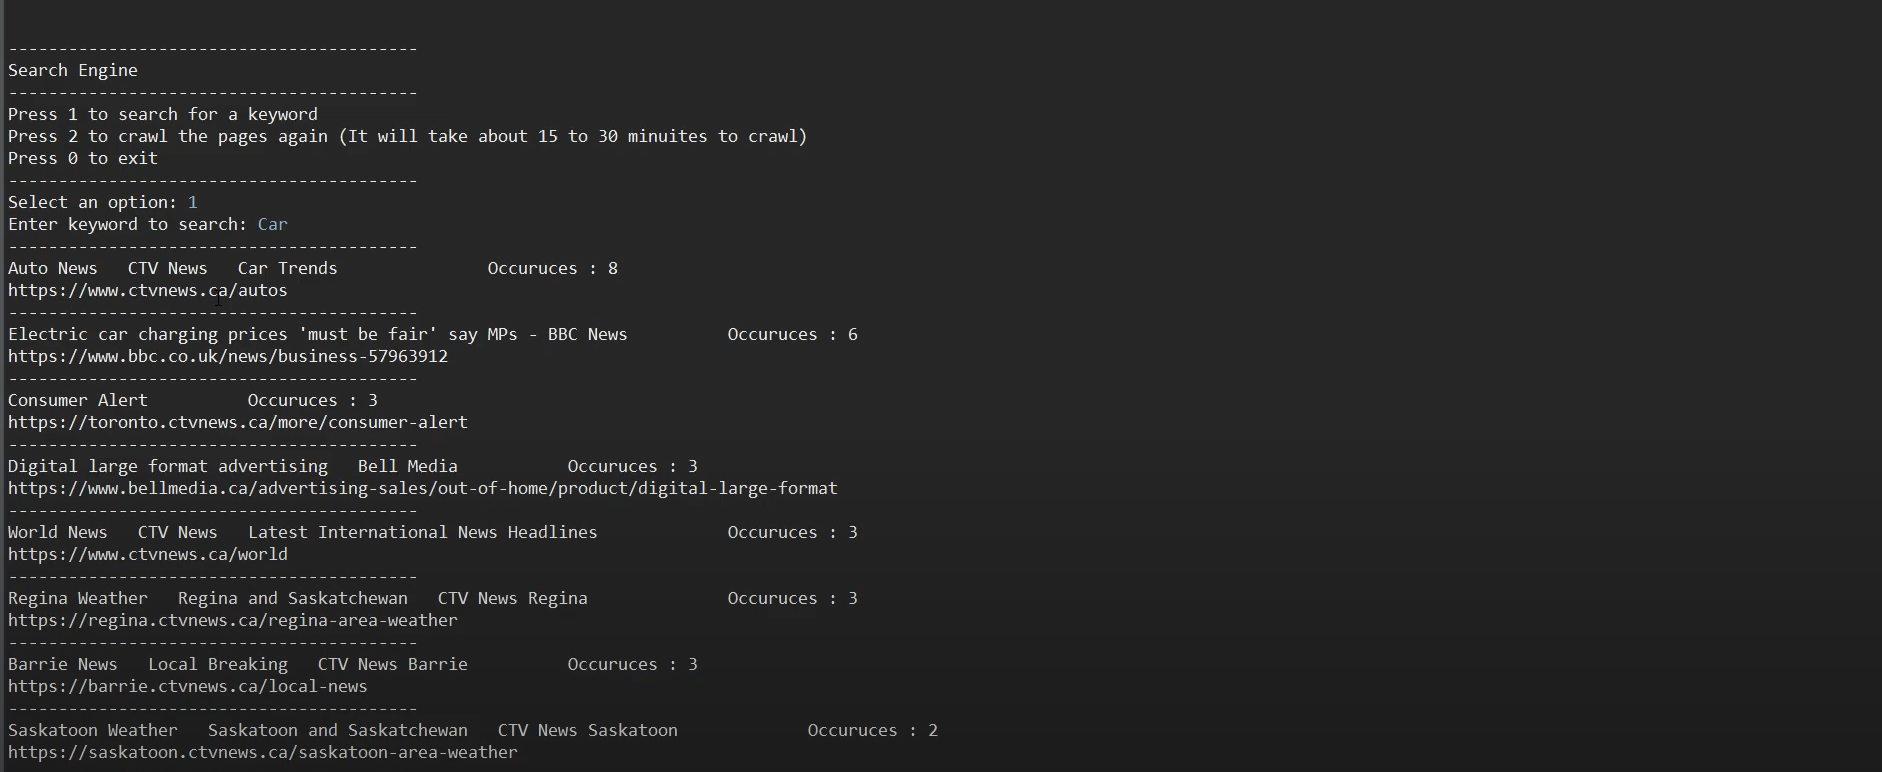 -----------------------------------------
Search Engine
-----------------------------------------
Press 1 to search for a keyword
Press 2 to crawl the pages again (It will take about 15 to 30 minuites to crawl)
Press 0 to exit
-----------------------------------------
Select an option: 1
Enter keyword to search: Car
-----------------------------------------
Auto News   CTV News   Car Trends               Occuruces : 8
https://www.ctvnews.ca/autos
-----------------------------------------
Electric car charging prices 'must be fair' say MPs - BBC News          Occuruces : 6
https://www.bbc.co.uk/news/business-57963912
-----------------------------------------
Consumer Alert          Occuruces : 3
https://toronto.ctvnews.ca/more/consumer-alert
-----------------------------------------
Digital large format advertising   Bell Media           Occuruces : 3
https://www.bellmedia.ca/advertising-sales/out-of-home/product/digital-large-format
-----------------------------------------
World News   CTV News   Latest International News Headlines             Occuruces : 3
https://www.ctvnews.ca/world
-----------------------------------------
Regina Weather   Regina and Saskatchewan   CTV News Regina              Occuruces : 3
https://regina.ctvnews.ca/regina-area-weather
-----------------------------------------
Barrie News   Local Breaking   CTV News Barrie          Occuruces : 3
https://barrie.ctvnews.ca/local-news
-----------------------------------------
Saskatoon Weather   Saskatoon and Saskatchewan   CTV News Saskatoon             Occuruces : 2
https://saskatoon.ctvnews.ca/saskatoon-area-weather